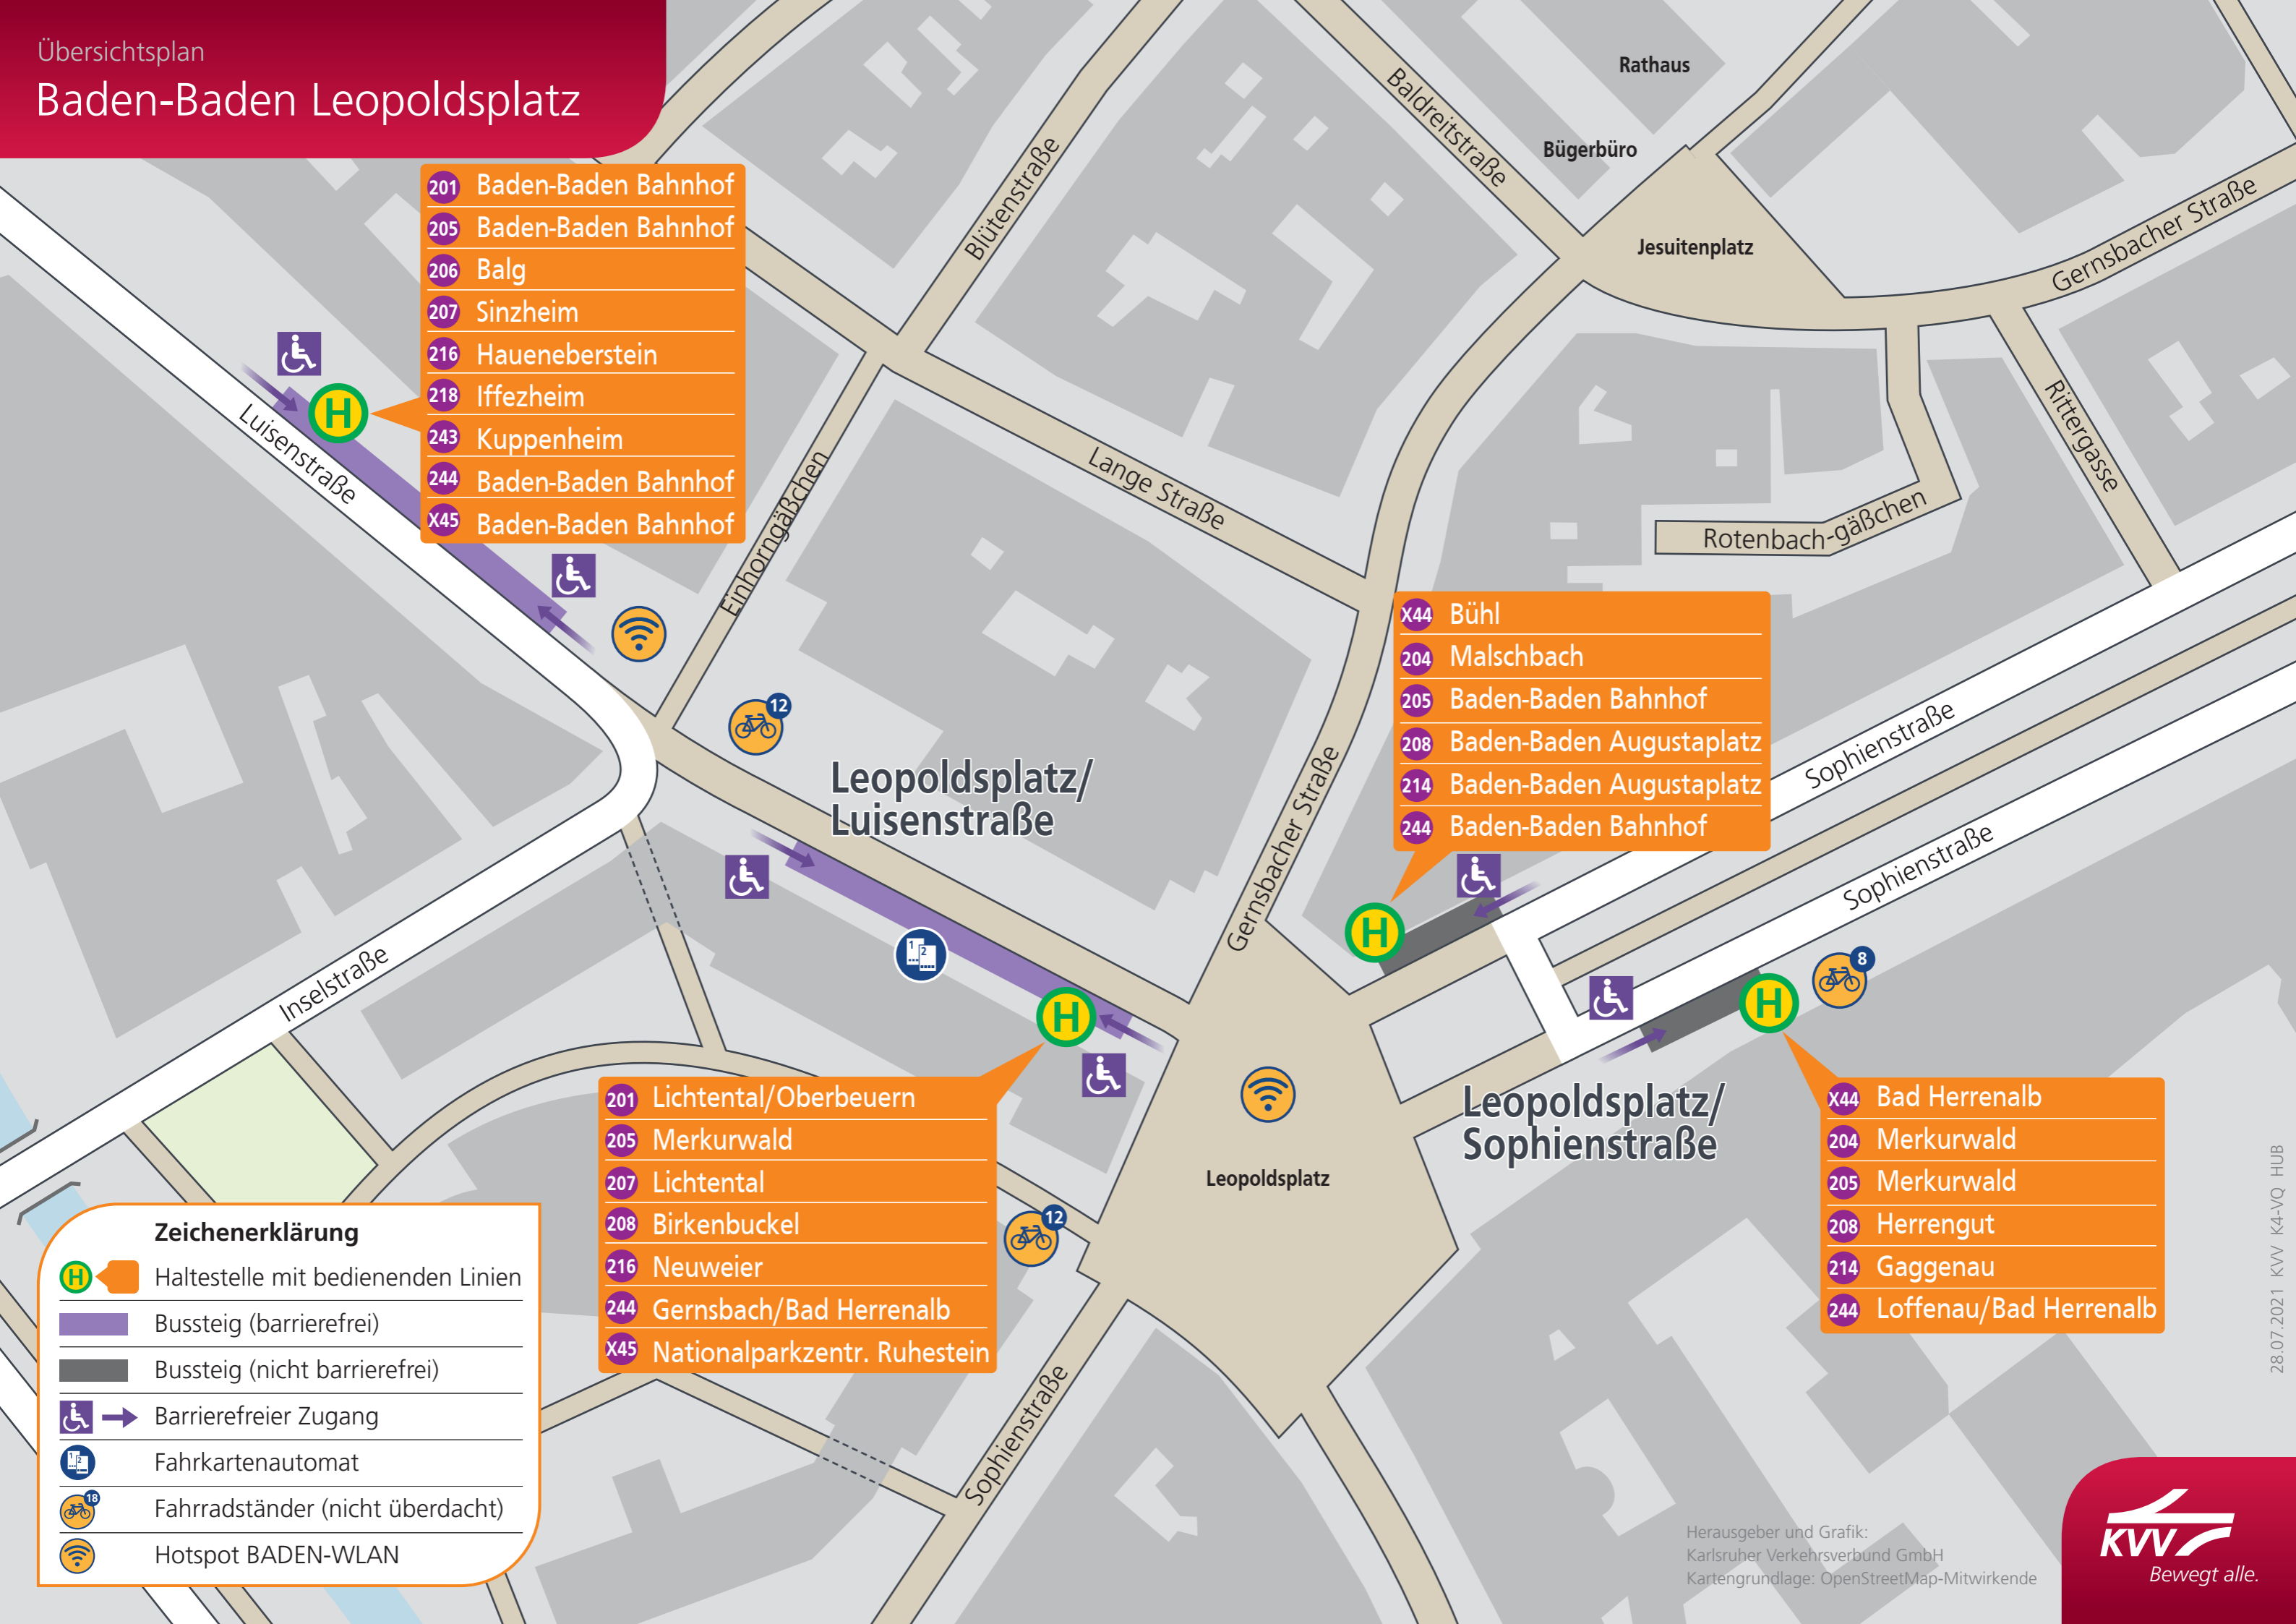 Übersichtsplan
Baden-Baden Leopoldsplatz
201 Baden-Baden Bahnhof
205 Baden-Baden Bahnhof
206 Balg
207 Sinzheim
216 Haueneberstein
218 Iffezheim
243 Kuppenheim
244 Baden-Baden Bahnhof
X45 Baden-Baden Bahnhof
H
Luisenstraße
Einhorngäßchen
Blütenstraße
Lange Straße
Baldreitstraße
Rathaus
Bügerbüro
Jesuitenplatz
Gernsbacher Straße
Rittergasse
Rotenbach-gäßchen
X44 Bühl
204 Malschbach
205 Baden-Baden Bahnhof
208 Baden-Baden Augustaplatz
214 Baden-Baden Augustaplatz
244 Baden-Baden Bahnhof
H
Sophienstraße
Sophienstraße
12
Leopoldsplatz/
Luisenstraße
Gernsbacher Straße
1 2
H
Inselstraße
8
H
Leopoldsplatz/
Sophienstraße
Leopoldsplatz
201 Lichtental/Oberbeuern
205 Merkurwald
207 Lichtental
208 Birkenbuckel
216 Neuweier
244 Gernsbach/Bad Herrenalb
X45 Nationalparkzentr. Ruhestein
12
Sophienstraße
X44 Bad Herrenalb
204 Merkurwald
205 Merkurwald
208 Herrengut
214 Gaggenau
244 Loffenau/Bad Herrenalb
Zeichenerklärung
H Haltestelle mit bedienenden Linien
Bussteig (barrierefrei)
Bussteig (nicht barrierefrei)
Barrierefreier Zugang
1 2 Fahrkartenautomat
18 Fahrradständer (nicht überdacht)
Hotspot BADEN-WLAN
28.07.2021 KVV K4-VQ HUB
Herausgeber und Grafik:
Karlsruher Verkehrsverbund GmbH
Kartengrundlage: OpenStreetMap-Mitwirkende
KVV
Bewegt alle.